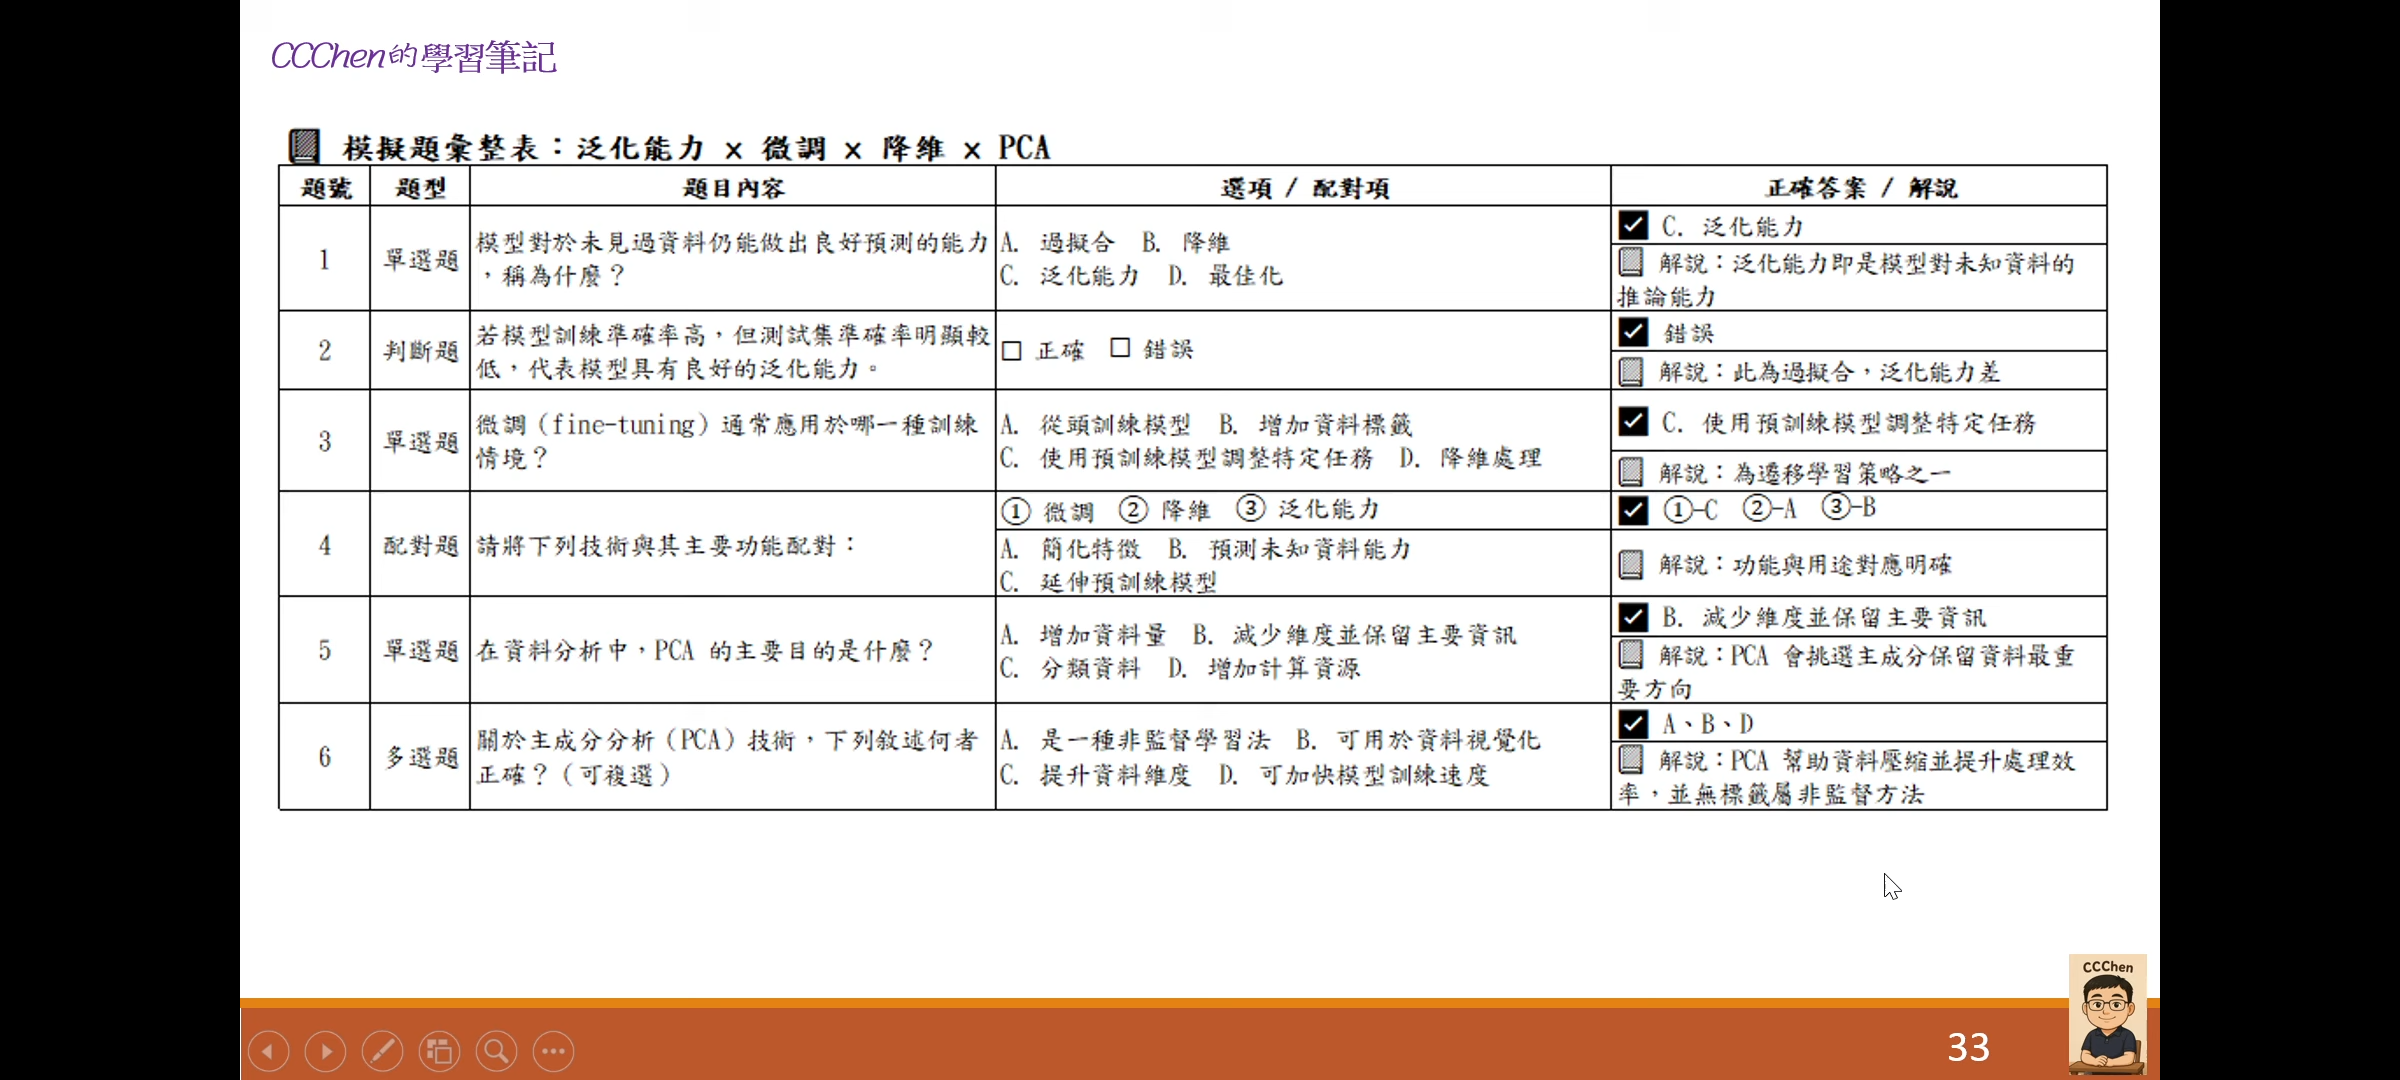 CCChen的學習筆記
模擬題彙整表：泛化能力 x 微調 x 降維 x PCA
題號 題型 題目內容 選項 / 配對項 正確答案 / 解說
1 單選題
模型對於未見過資料仍能做出良好預測的能力
，稱為什麼？
A. 過擬合 B. 降維
C. 泛化能力 D. 最佳化
C. 泛化能力
解說：泛化能力即是模型對未知資料的
推論能力
2 判斷題
若模型訓練準確率高，但測試集準確率明顯較
低，代表模型具有良好的泛化能力。
□ 正確 □ 錯誤
錯誤
解說：此為過擬合，泛化能力差
3 單選題
微調（fine-tuning）通常應用於哪一種訓練
情境？
A. 從頭訓練模型 B. 增加資料標籤
C. 使用預訓練模型調整特定任務 D. 降維處理
C. 使用預訓練模型調整特定任務
解說：為遷移學習策略之一
4 配對題
請將下列技術與其主要功能配對：
① 微調 ② 降維 ③ 泛化能力
A. 簡化特徵 B. 預測未知資料能力
C. 延伸預訓練模型
①-C ②-A ③-B
解說：功能與用途對應明確
5 單選題
在資料分析中，PCA 的主要目的是什麼？
A. 增加資料量 B. 減少維度並保留主要資訊
C. 分類資料 D. 增加計算資源
B. 減少維度並保留主要資訊
解說：PCA 會挑選主成分保留資料最重
要方向
6 多選題
關於主成分分析（PCA）技術，下列敘述何者
正確？（可複選）
A. 是一種非監督學習法 B. 可用於資料視覺化
C. 提升資料維度 D. 可加快模型訓練速度
A、B、D
解說：PCA 幫助資料壓縮並提升處理效
率，並無標籤屬非監督方法
CCChen
33